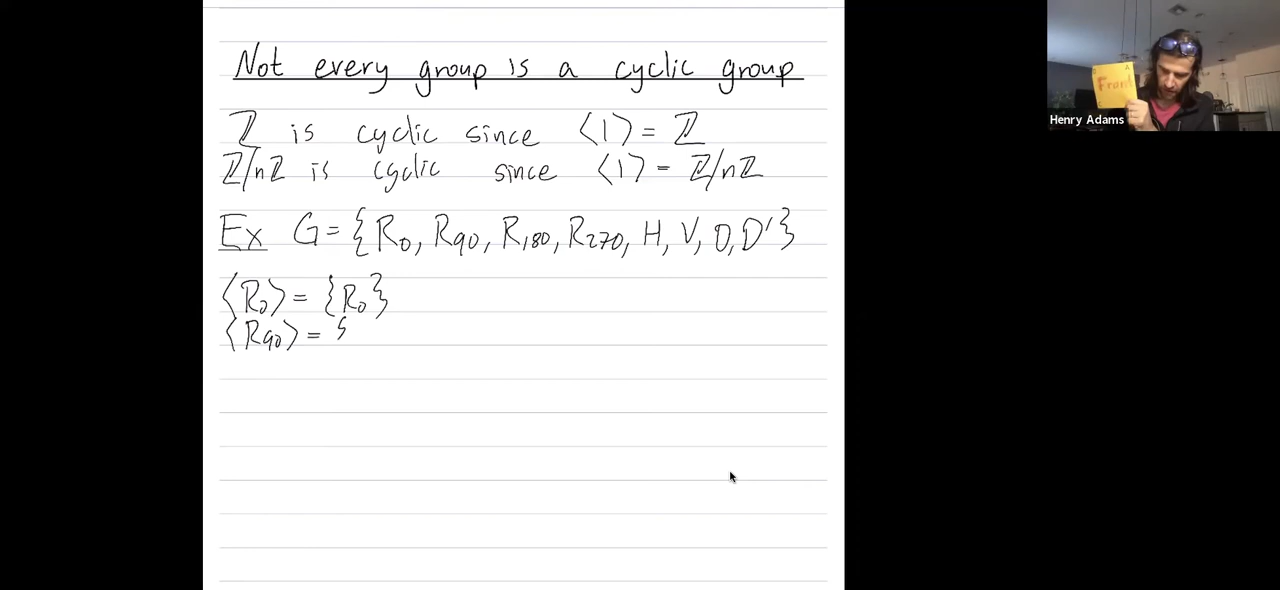 Not every group is a cyclic group
ℤ is cyclic since ⟨1⟩ = ℤ
ℤ/nℤ is cyclic since ⟨1⟩ = ℤ/nℤ
Ex G = {R₀, R₉₀, R₁₈₀, R₂₇₀, H, V, D, D'}
⟨R₀⟩ = {R₀}
⟨R₉₀⟩ =
Front
A
C
Henry Adams